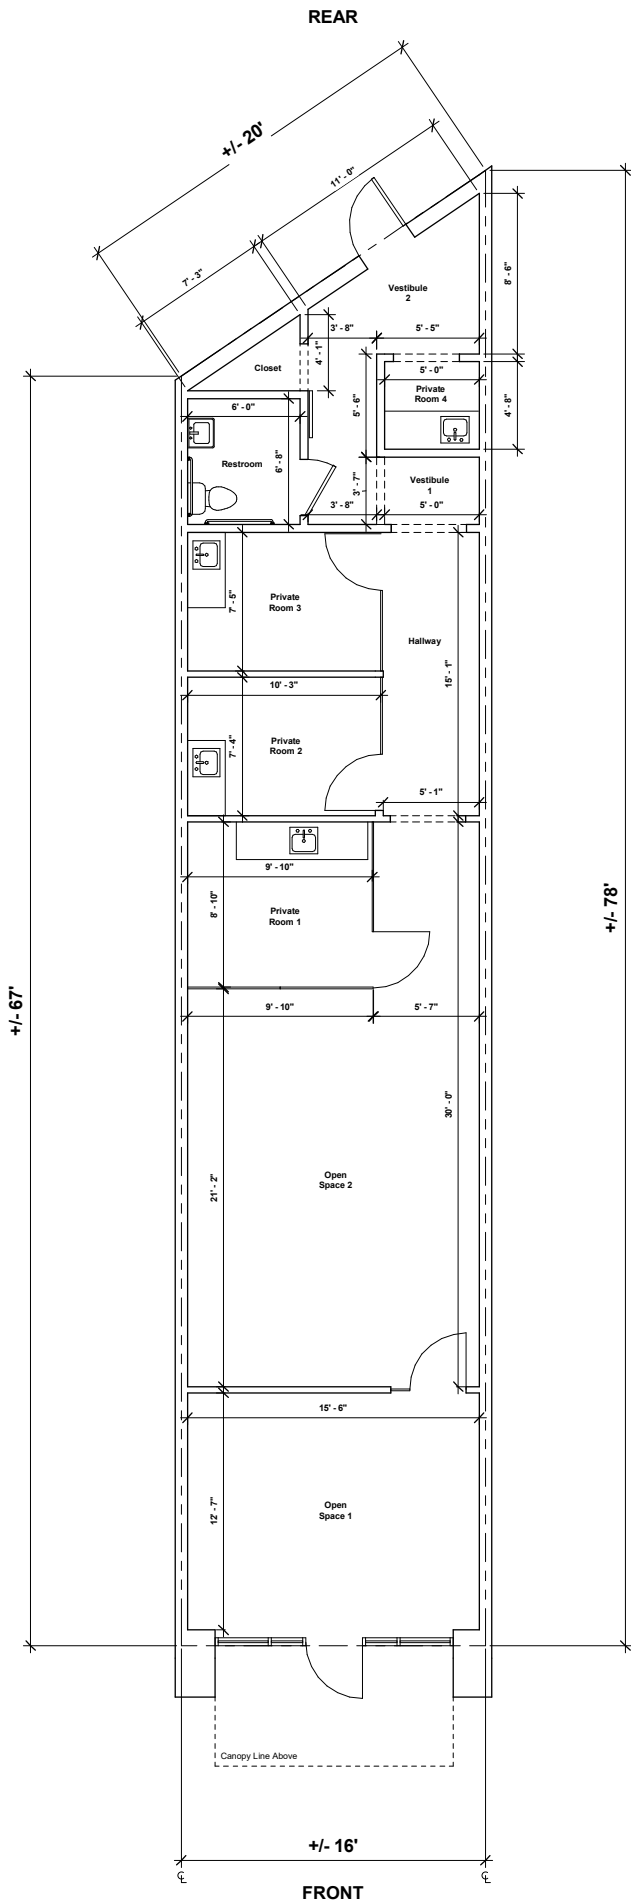 REAR
+/- 20'
11' - 0"
7' - 3"
8' - 6"
Vestibule
2
3' - 8"
5' - 5"
4' - 1"
Closet
5' - 0"
Private
Room 4
4' - 8"
5' - 6"
6' - 0"
6' - 8"
Restroom
Vestibule
1
3' - 7"
3' - 8"
5' - 0"
Private
Room 3
7' - 5"
Hallway
15' - 1"
10' - 3"
Private
Room 2
7' - 4"
5' - 1"
9' - 10"
8' - 10"
Private
Room 1
+/- 78'
+/- 67'
9' - 10"
5' - 7"
30' - 0"
Open
Space 2
21' - 2"
15' - 6"
Open
Space 1
12' - 7"
Canopy Line Above
+/- 16'
℄
℄
FRONT